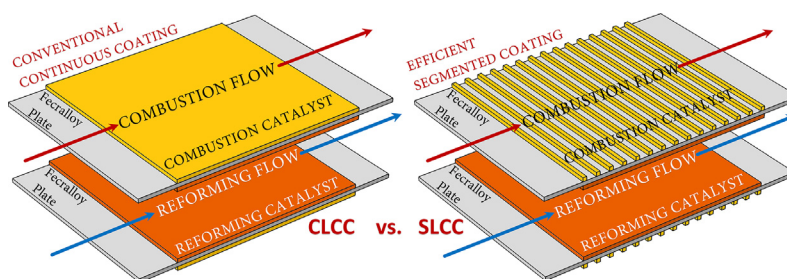 CONVENTIONAL
CONTINUOUS COATING
COMBUSTION FLOW
COMBUSTION CATALYST
Fecralloy
Plate
REFORMING FLOW
REFORMING CATALYST
Fecralloy
Plate
EFFICIENT
SEGMENTED COATING
COMBUSTION FLOW
COMBUSTION CATALYST
Fecralloy
Plate
REFORMING FLOW
REFORMING CATALYST
Fecralloy
Plate
CLCC vs. SLCC